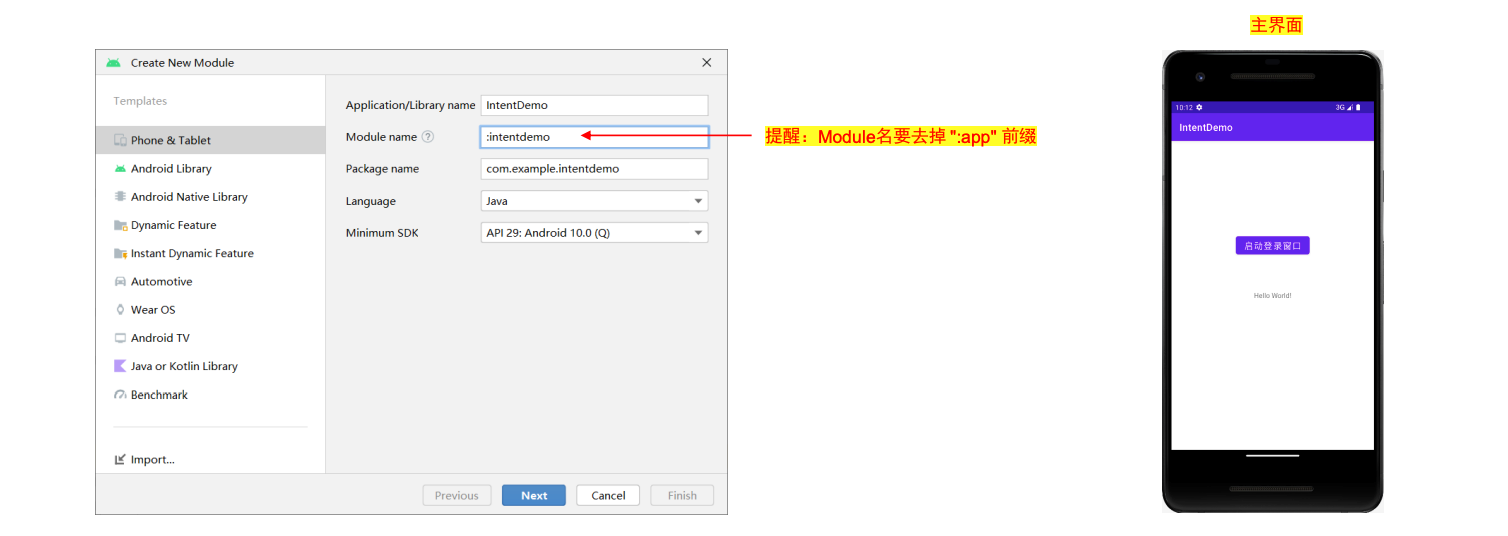 主界面
Create New Module
Templates
Phone & Tablet
Android Library
Android Native Library
Dynamic Feature
Instant Dynamic Feature
Automotive
Wear OS
Android TV
Java or Kotlin Library
Benchmark
Import...
Application/Library name IntentDemo
Module name ? :intentdemo
Package name com.example.intentdemo
Language Java
Minimum SDK API 29: Android 10.0 (Q)
Previous Next Cancel Finish
提醒：Module名要去掉 ":app" 前缀
10:12 3G
IntentDemo
启动登录窗口
Hello World!